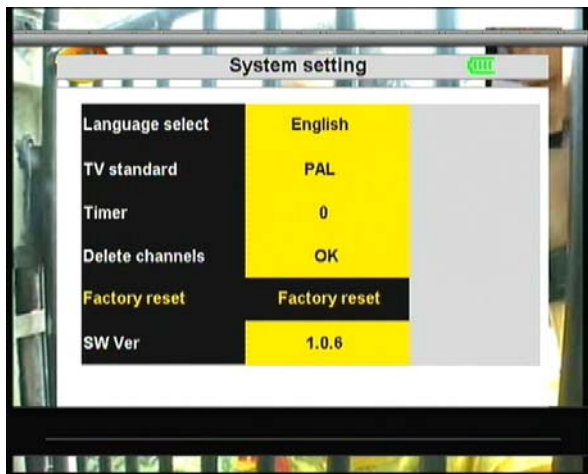 System setting
Language select English
TV standard PAL
Timer 0
Delete channels OK
Factory reset Factory reset
SW Ver 1.0.6